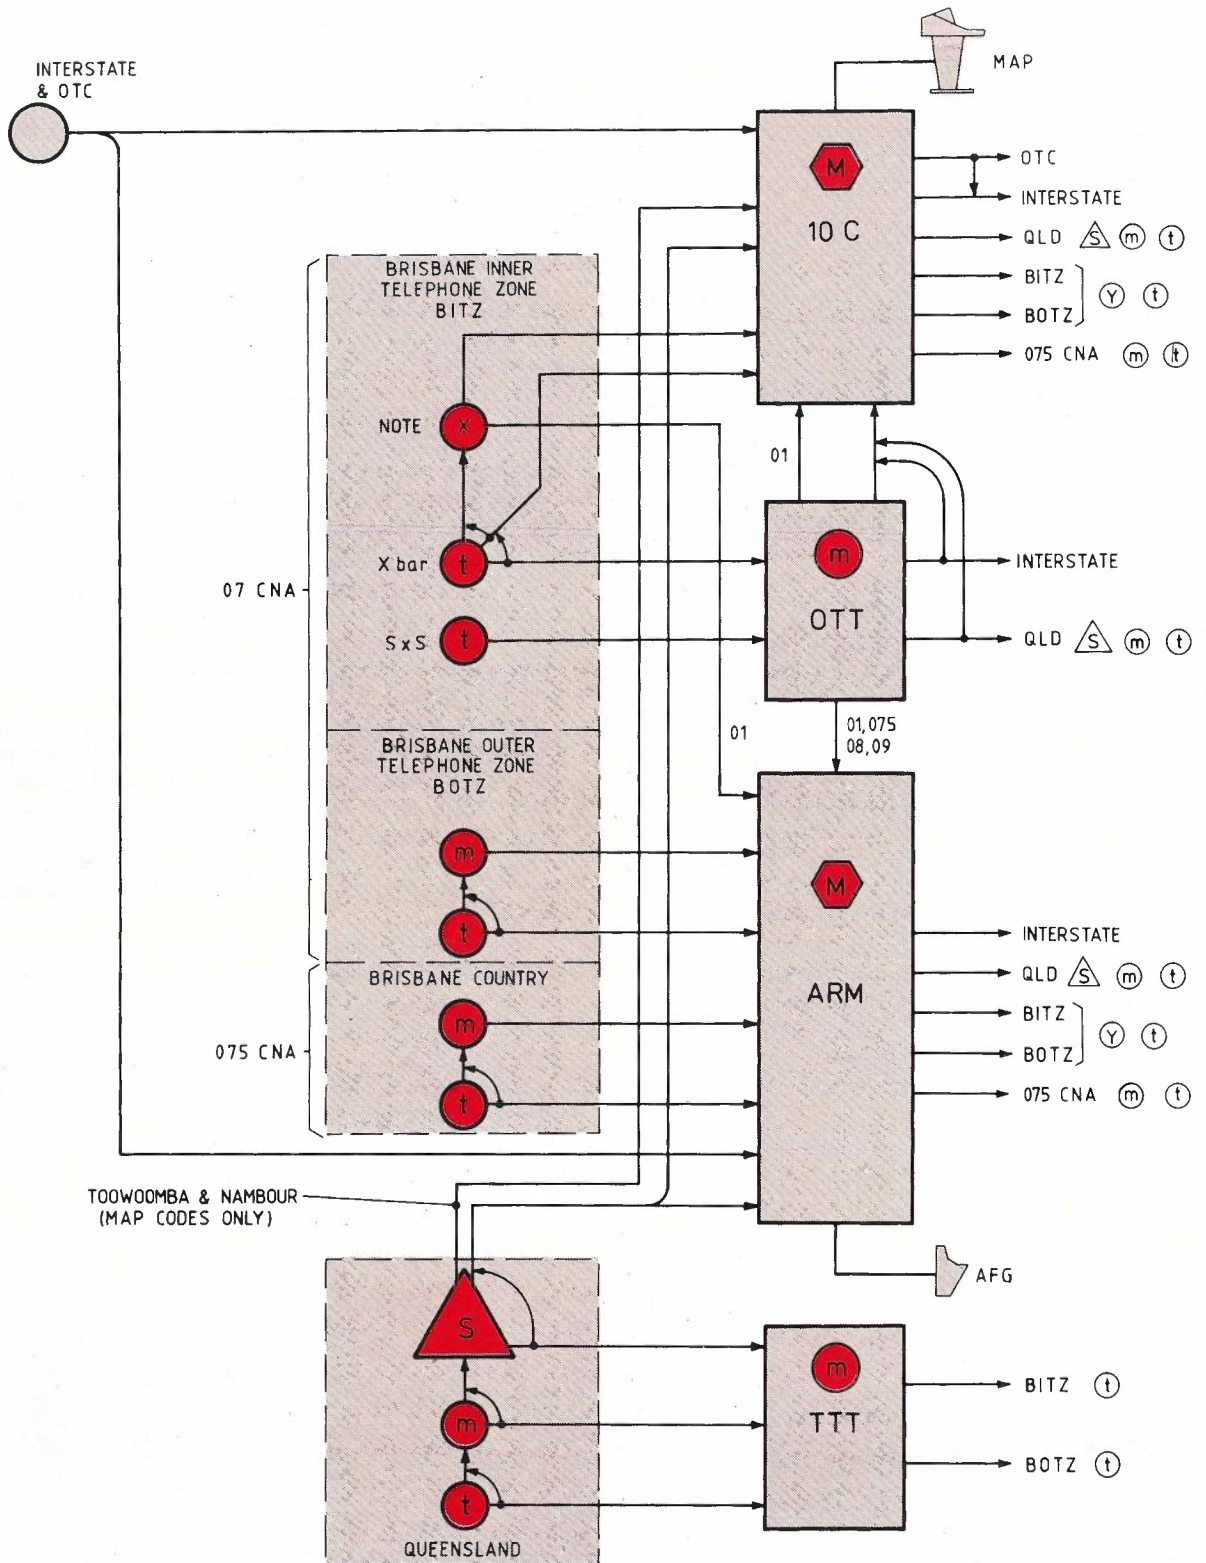 INTERSTATE
& OTC
MAP
M
10 C
OTC
INTERSTATE
QLD S m t
BITZ
BOTZ
Y t
075 CNA m t
BRISBANE INNER
TELEPHONE ZONE
BITZ
NOTE x
X bar t
S x S t
07 CNA
01
m
OTT
INTERSTATE
QLD S m t
01
01,075
08,09
BRISBANE OUTER
TELEPHONE ZONE
BOTZ
m
t
BRISBANE COUNTRY
m
t
075 CNA
M
ARM
INTERSTATE
QLD S m t
BITZ
BOTZ
Y t
075 CNA m t
TOOWOOMBA & NAMBOUR
(MAP CODES ONLY)
AFG
S
m
t
QUEENSLAND
m
TTT
BITZ t
BOTZ t